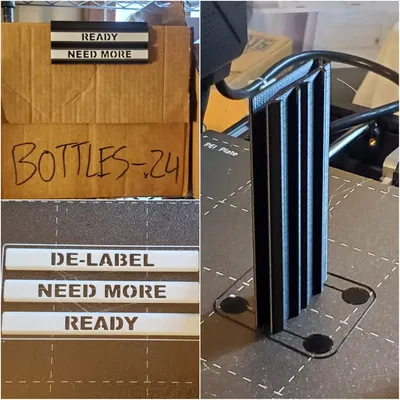 READY
NEED MORE
BOTTLES-.24
DE-LABEL
NEED MORE
READY
PEI Plate